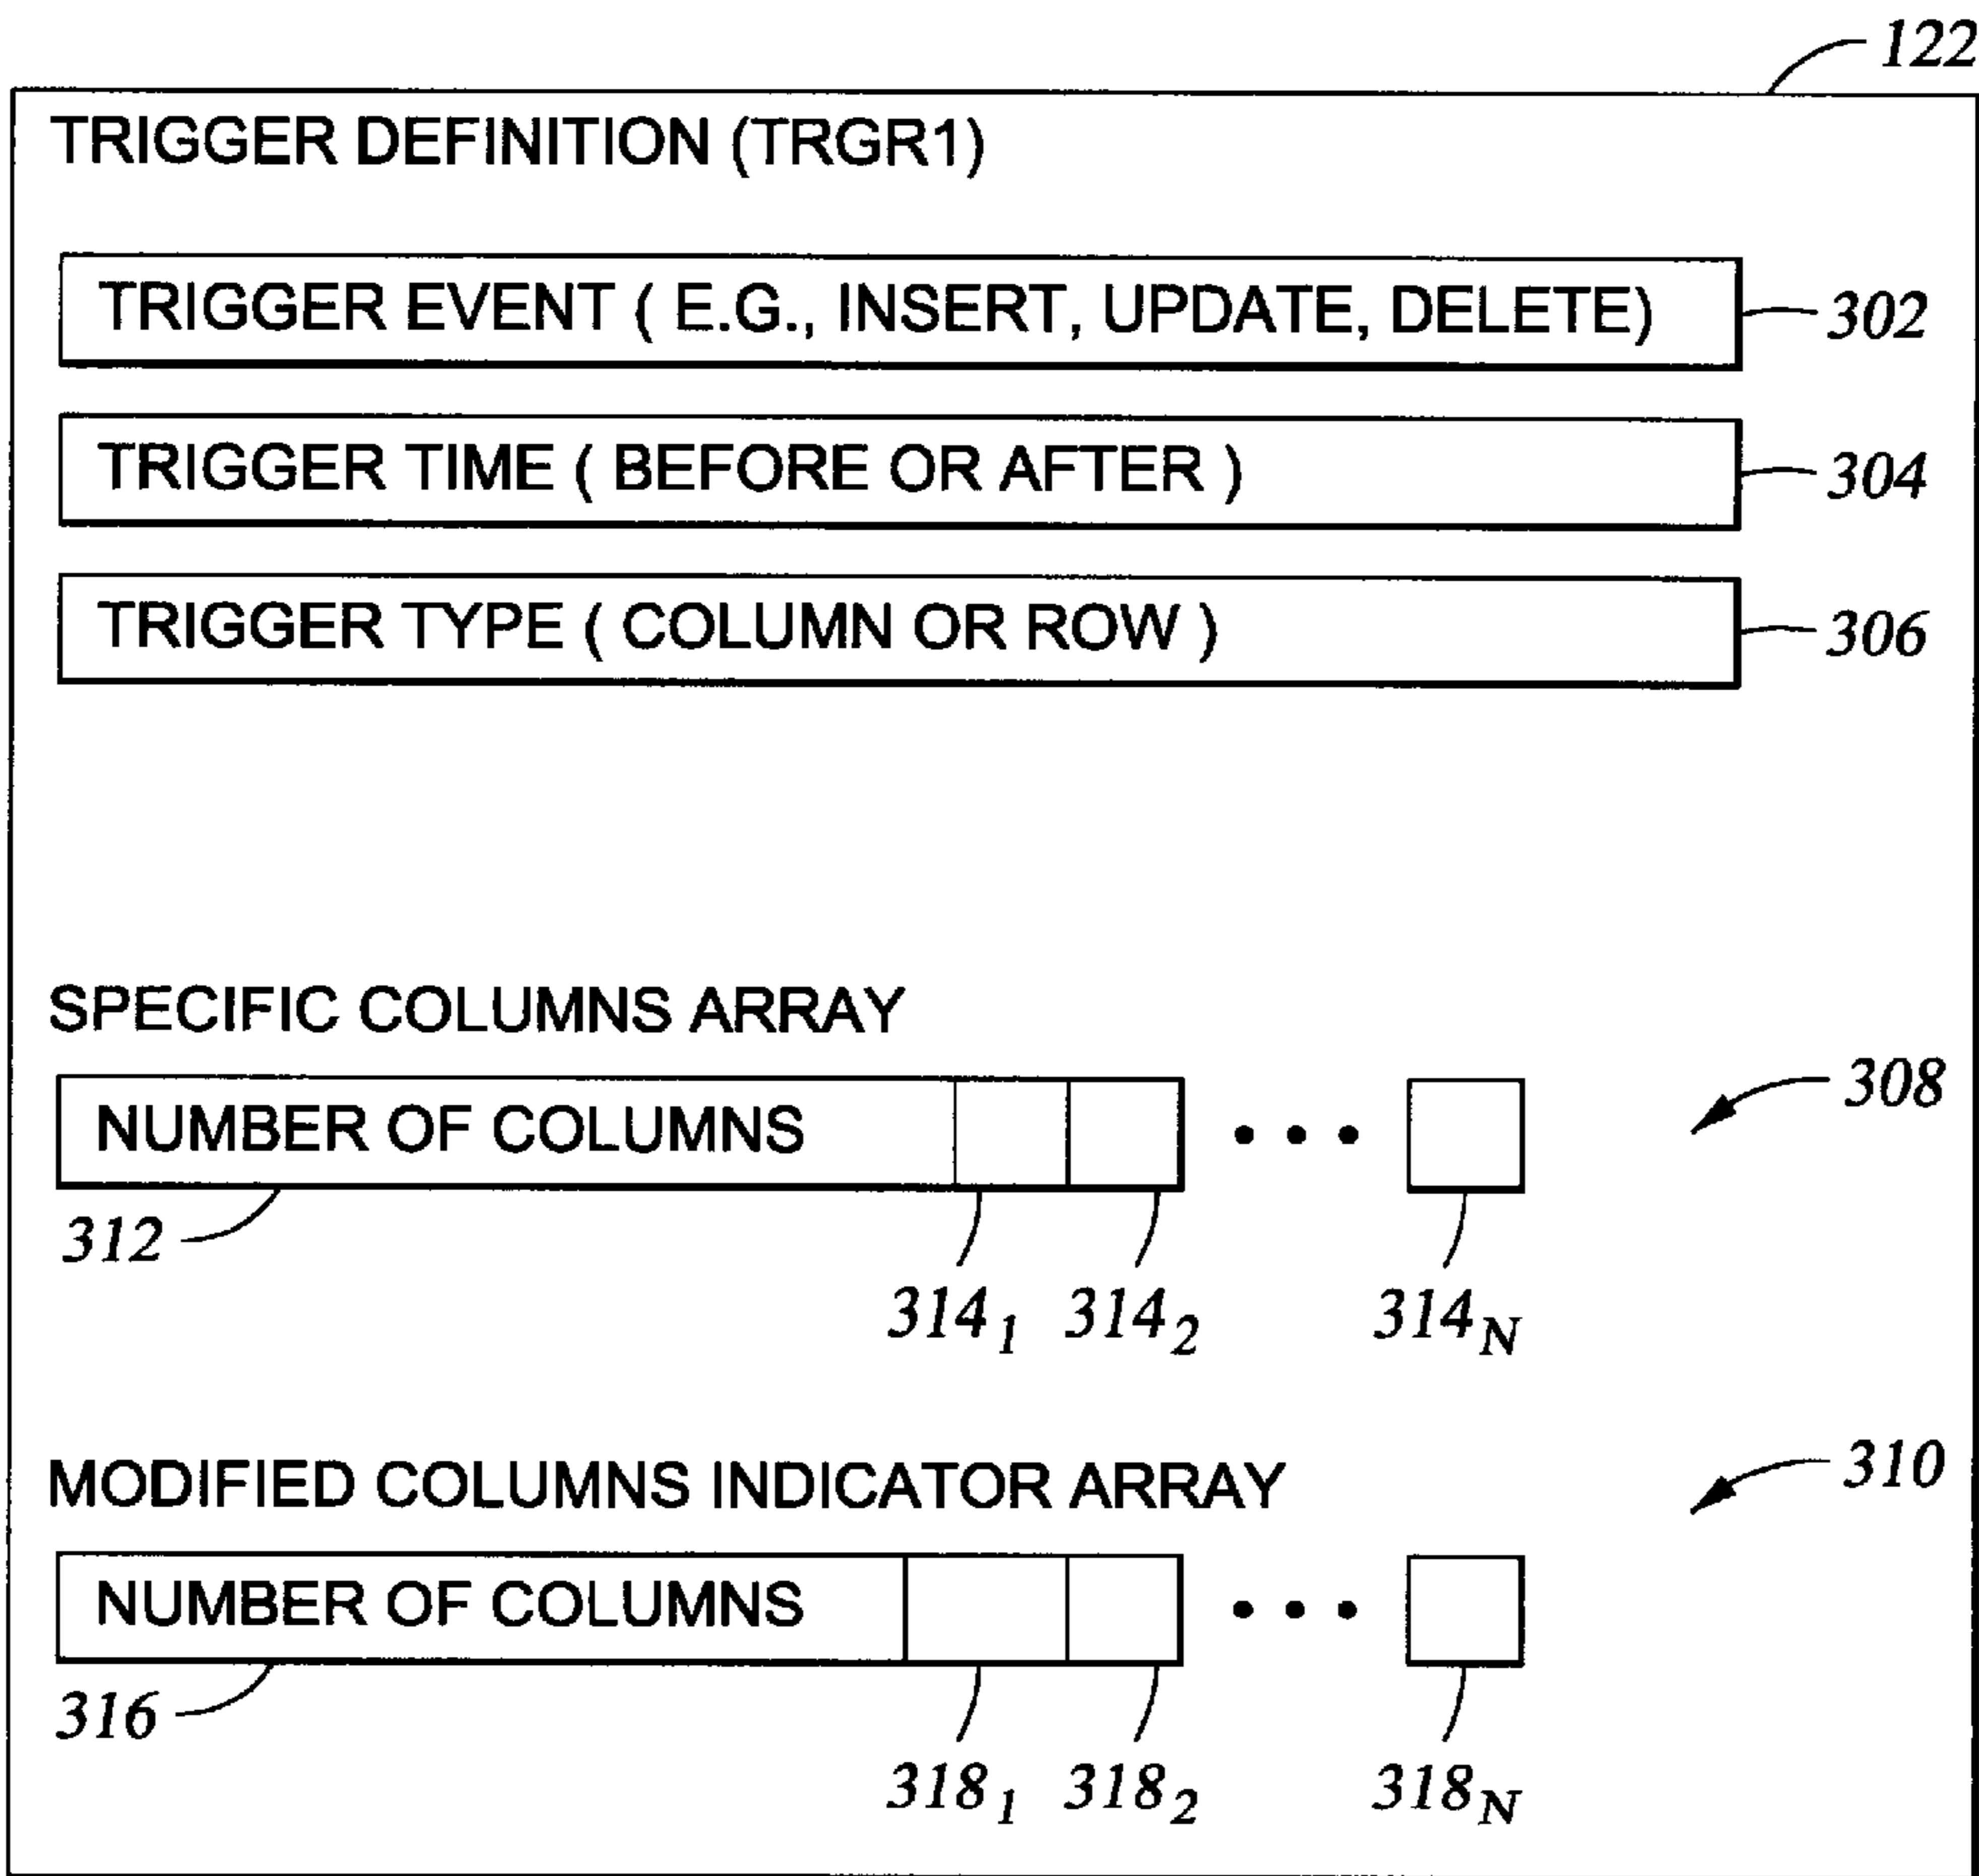 122
TRIGGER DEFINITION (TRGR1)
TRIGGER EVENT ( E.G., INSERT, UPDATE, DELETE)
302
TRIGGER TIME ( BEFORE OR AFTER )
304
TRIGGER TYPE ( COLUMN OR ROW )
306
SPECIFIC COLUMNS ARRAY
308
NUMBER OF COLUMNS
312
314₁ 314₂ 314N
MODIFIED COLUMNS INDICATOR ARRAY
310
NUMBER OF COLUMNS
316
318₁ 318₂ 318N